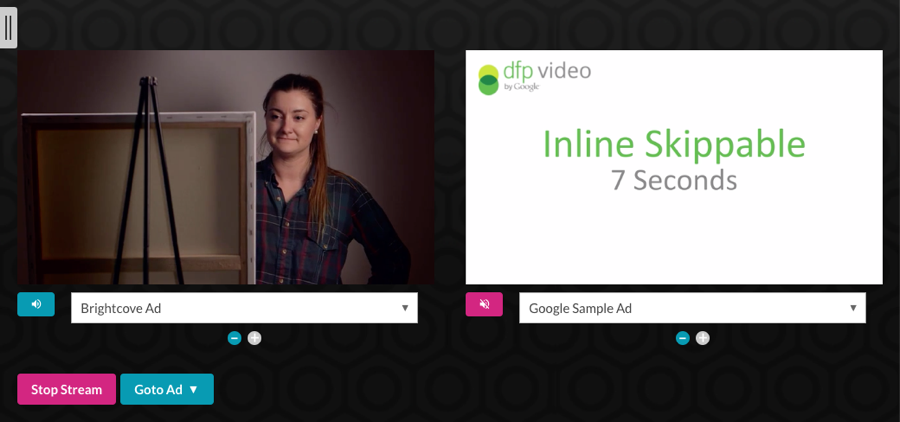 dfp video
by Google
Inline Skippable
7 Seconds
Brightcove Ad
Google Sample Ad
Stop Stream
Goto Ad